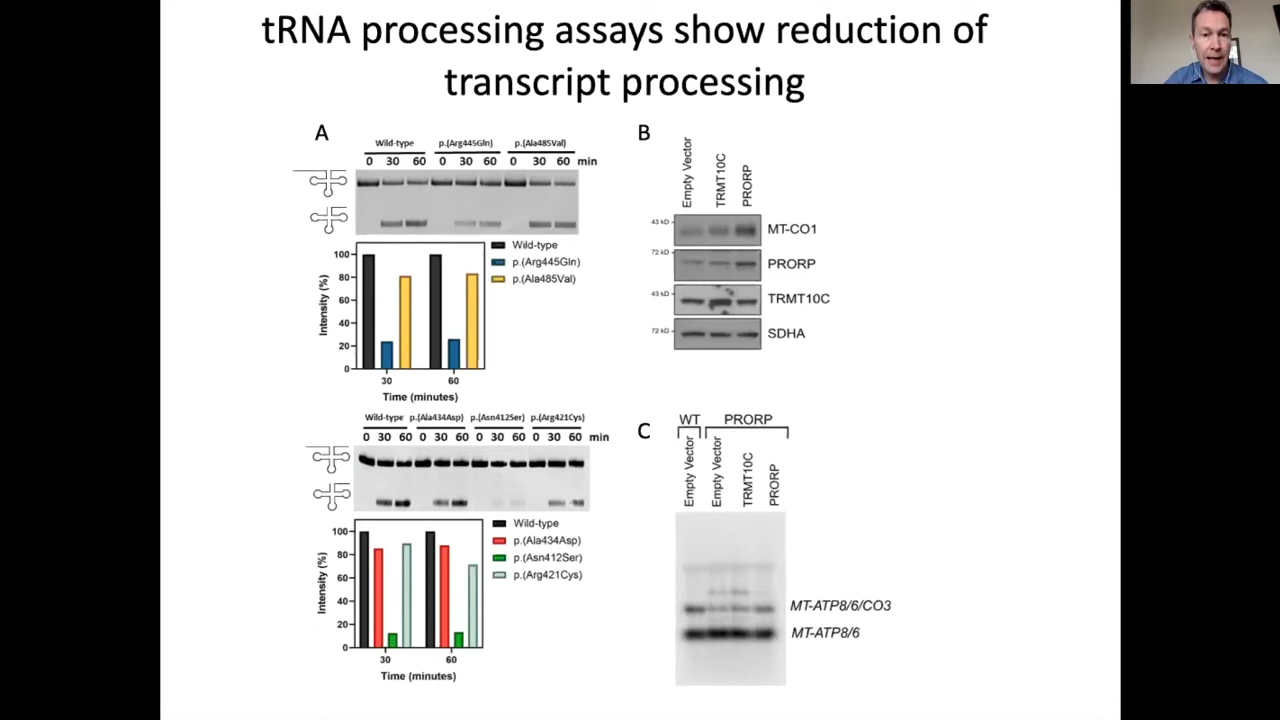 tRNA processing assays show reduction of
transcript processing
A
Wild-type p.(Arg445Gln) p.(Ala485Val)
0 30 60 0 30 60 0 30 60 min
Intensity (%)
100
80
60
40
20
0
30 60
Time (minutes)
Wild-type
p.(Arg445Gln)
p.(Ala485Val)
Wild-type p.(Ala434Asp) p.(Asn412Ser) p.(Arg421Cys)
0 30 60 0 30 60 0 30 60 0 30 60 min
Intensity (%)
100
80
60
40
20
0
30 60
Time (minutes)
Wild-type
p.(Ala434Asp)
p.(Asn412Ser)
p.(Arg421Cys)
B
Empty Vector
TRMT10C
PRORP
43 kD MT-CO1
72 kD PRORP
43 kD TRMT10C
72 kD SDHA
C
WT PRORP
Empty Vector
Empty Vector
TRMT10C
PRORP
MT-ATP8/6/CO3
MT-ATP8/6